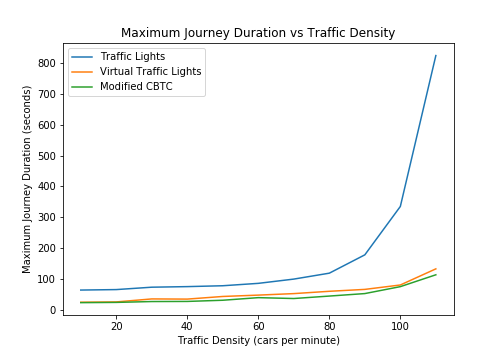 Maximum Journey Duration vs Traffic Density
Traffic Lights
Virtual Traffic Lights
Modified CBTC
Maximum Journey Duration (seconds)
800
700
600
500
400
300
200
100
0
20 40 60 80 100
Traffic Density (cars per minute)